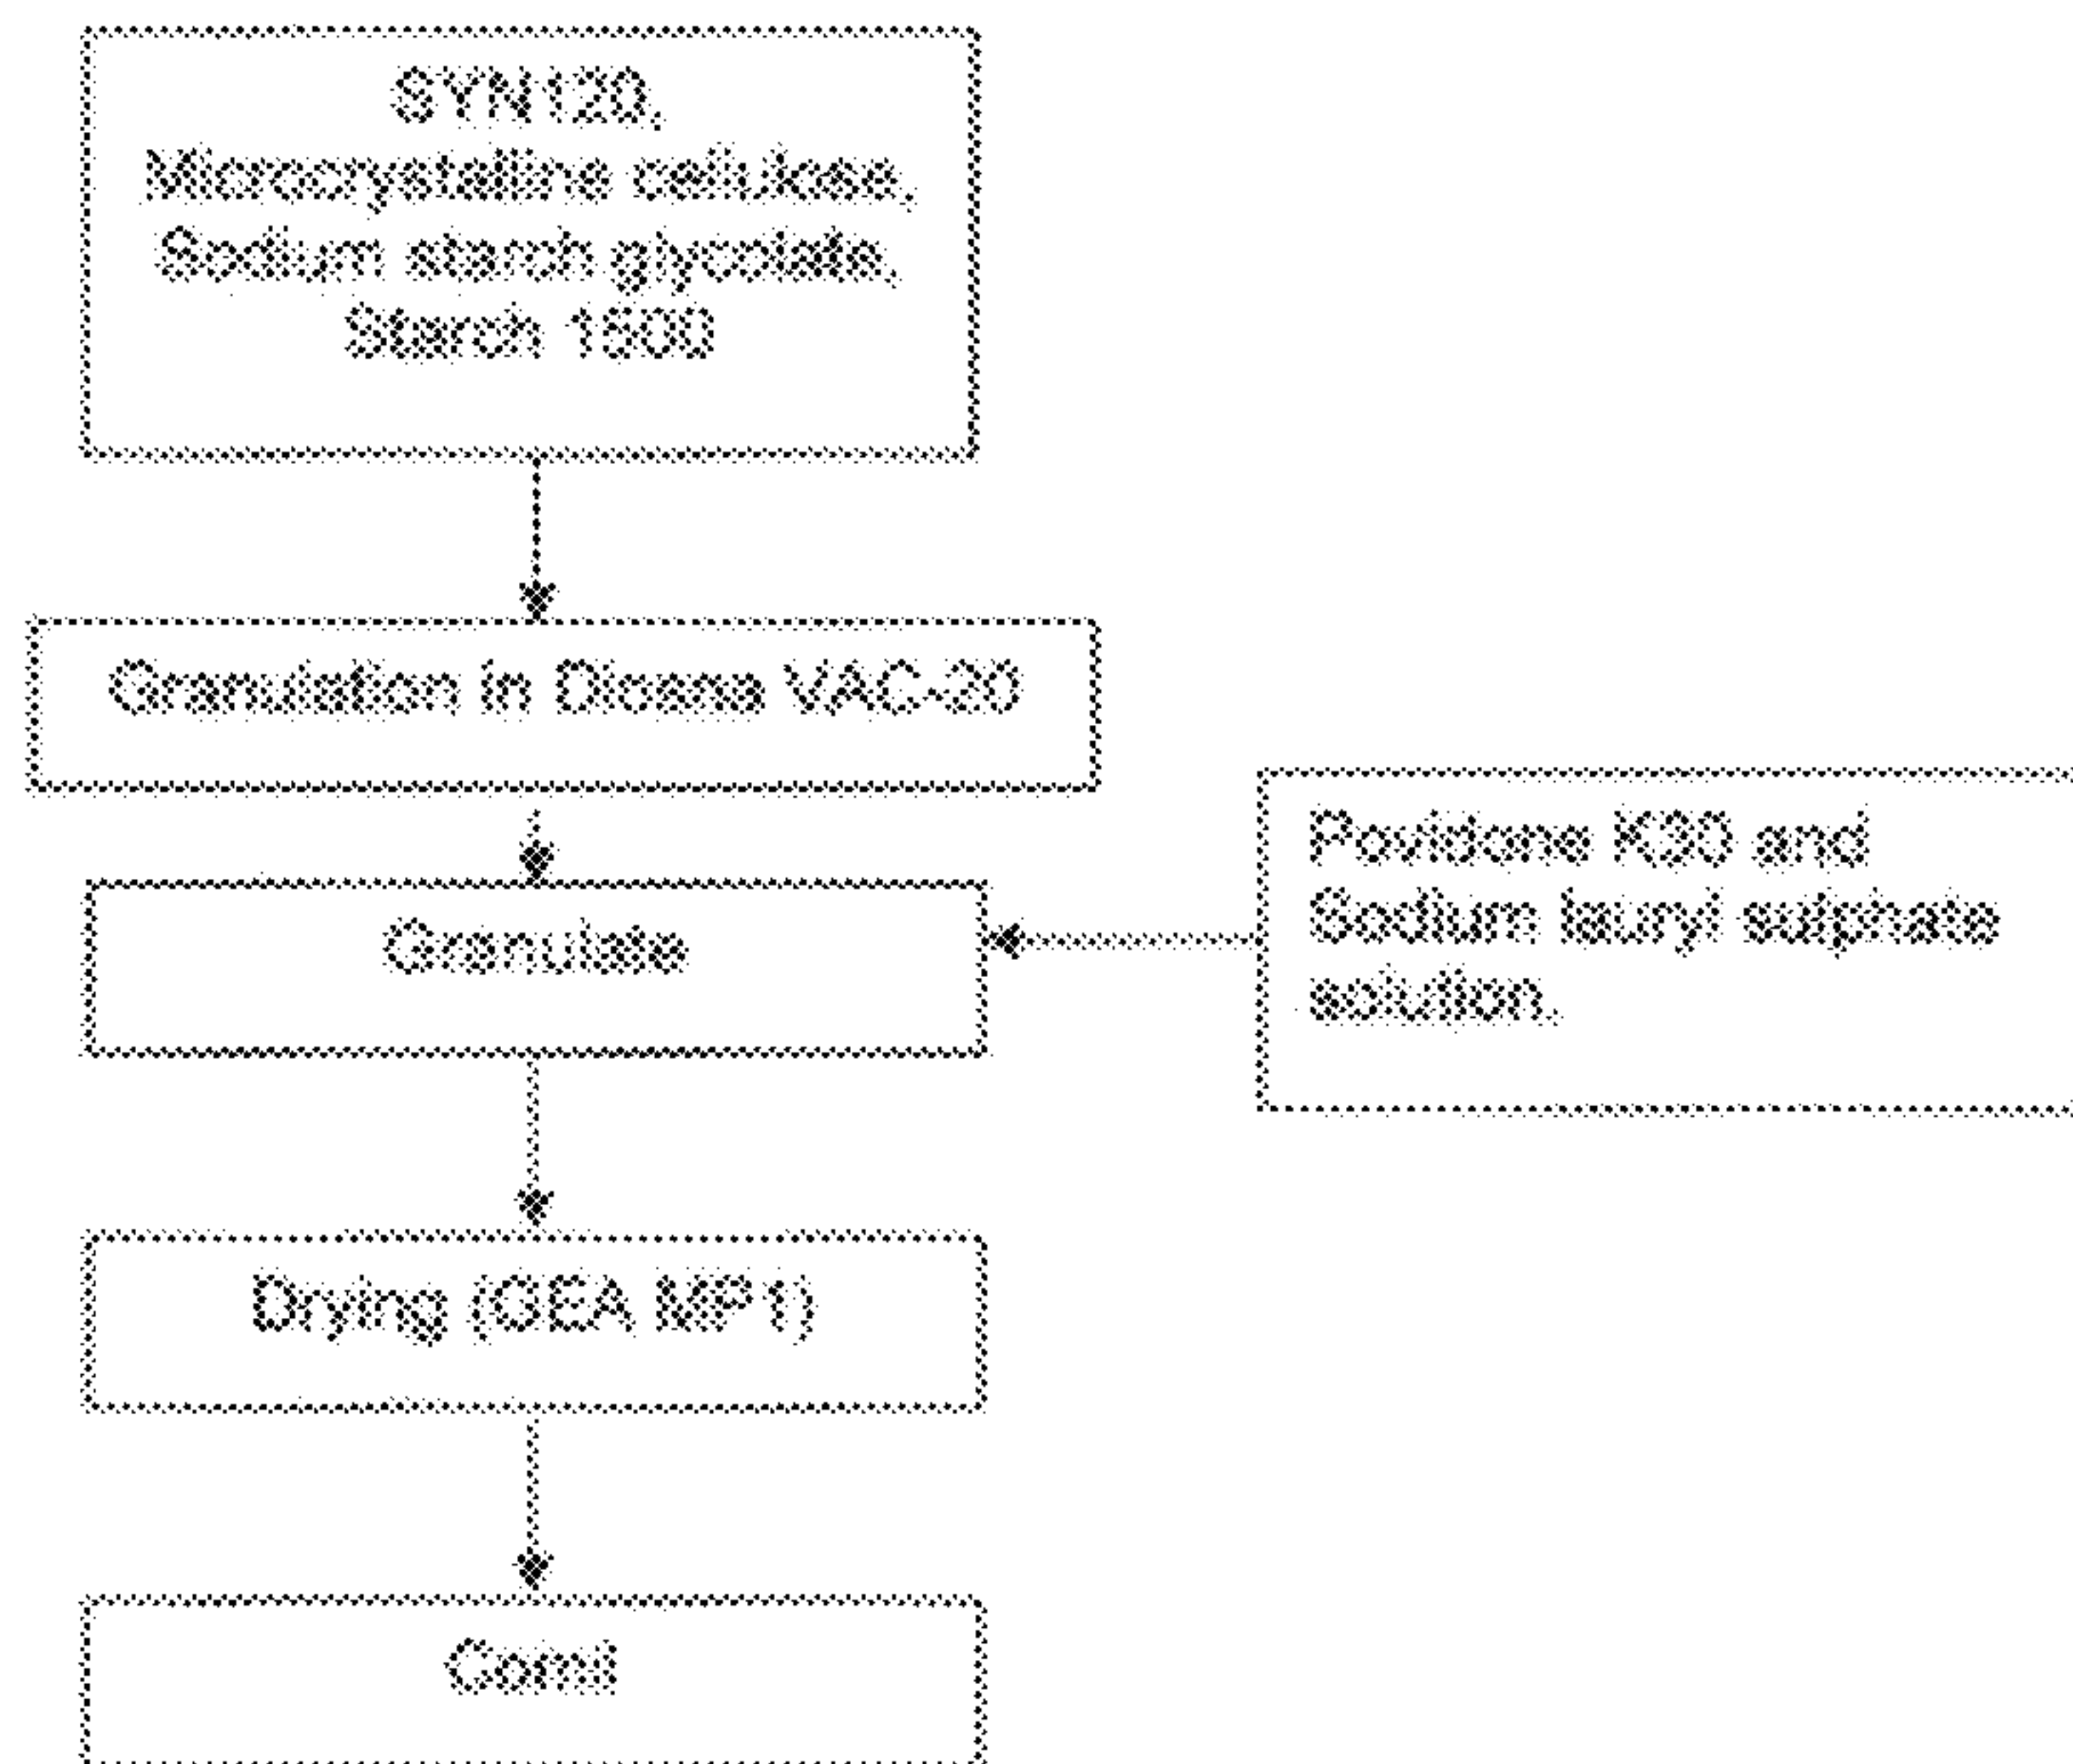 SYN120,
Microcrystalline cellulose,
Sodium starch glycolate,
Starch 1500
Granulation in Diosna VAC-20
Granulate
Povidone K30 and
Sodium lauryl sulphate
solution.
Drying (GEA MP1)
Comil